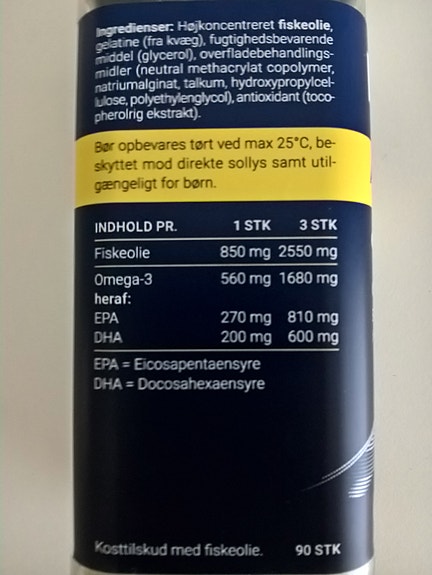 Ingredienser: Højkoncentreret fiskeolie,
gelatine (fra kvæg), fugtighedsbevarende
middel (glycerol), overfladebehandlings-
midler (neutral methacrylat copolymer,
natriumalginat, talkum, hydroxypropylcel-
lulose, polyethylenglycol), antioxidant (toco-
pherolrig ekstrakt).
Bør opbevares tørt ved max 25°C, be-
skyttet mod direkte sollys samt util-
gængeligt for børn.
INDHOLD PR. 1 STK 3 STK
Fiskeolie 850 mg 2550 mg
Omega-3 560 mg 1680 mg
heraf:
EPA 270 mg 810 mg
DHA 200 mg 600 mg
EPA = Eicosapentaensyre
DHA = Docosahexaensyre
Kosttilskud med fiskeolie. 90 STK